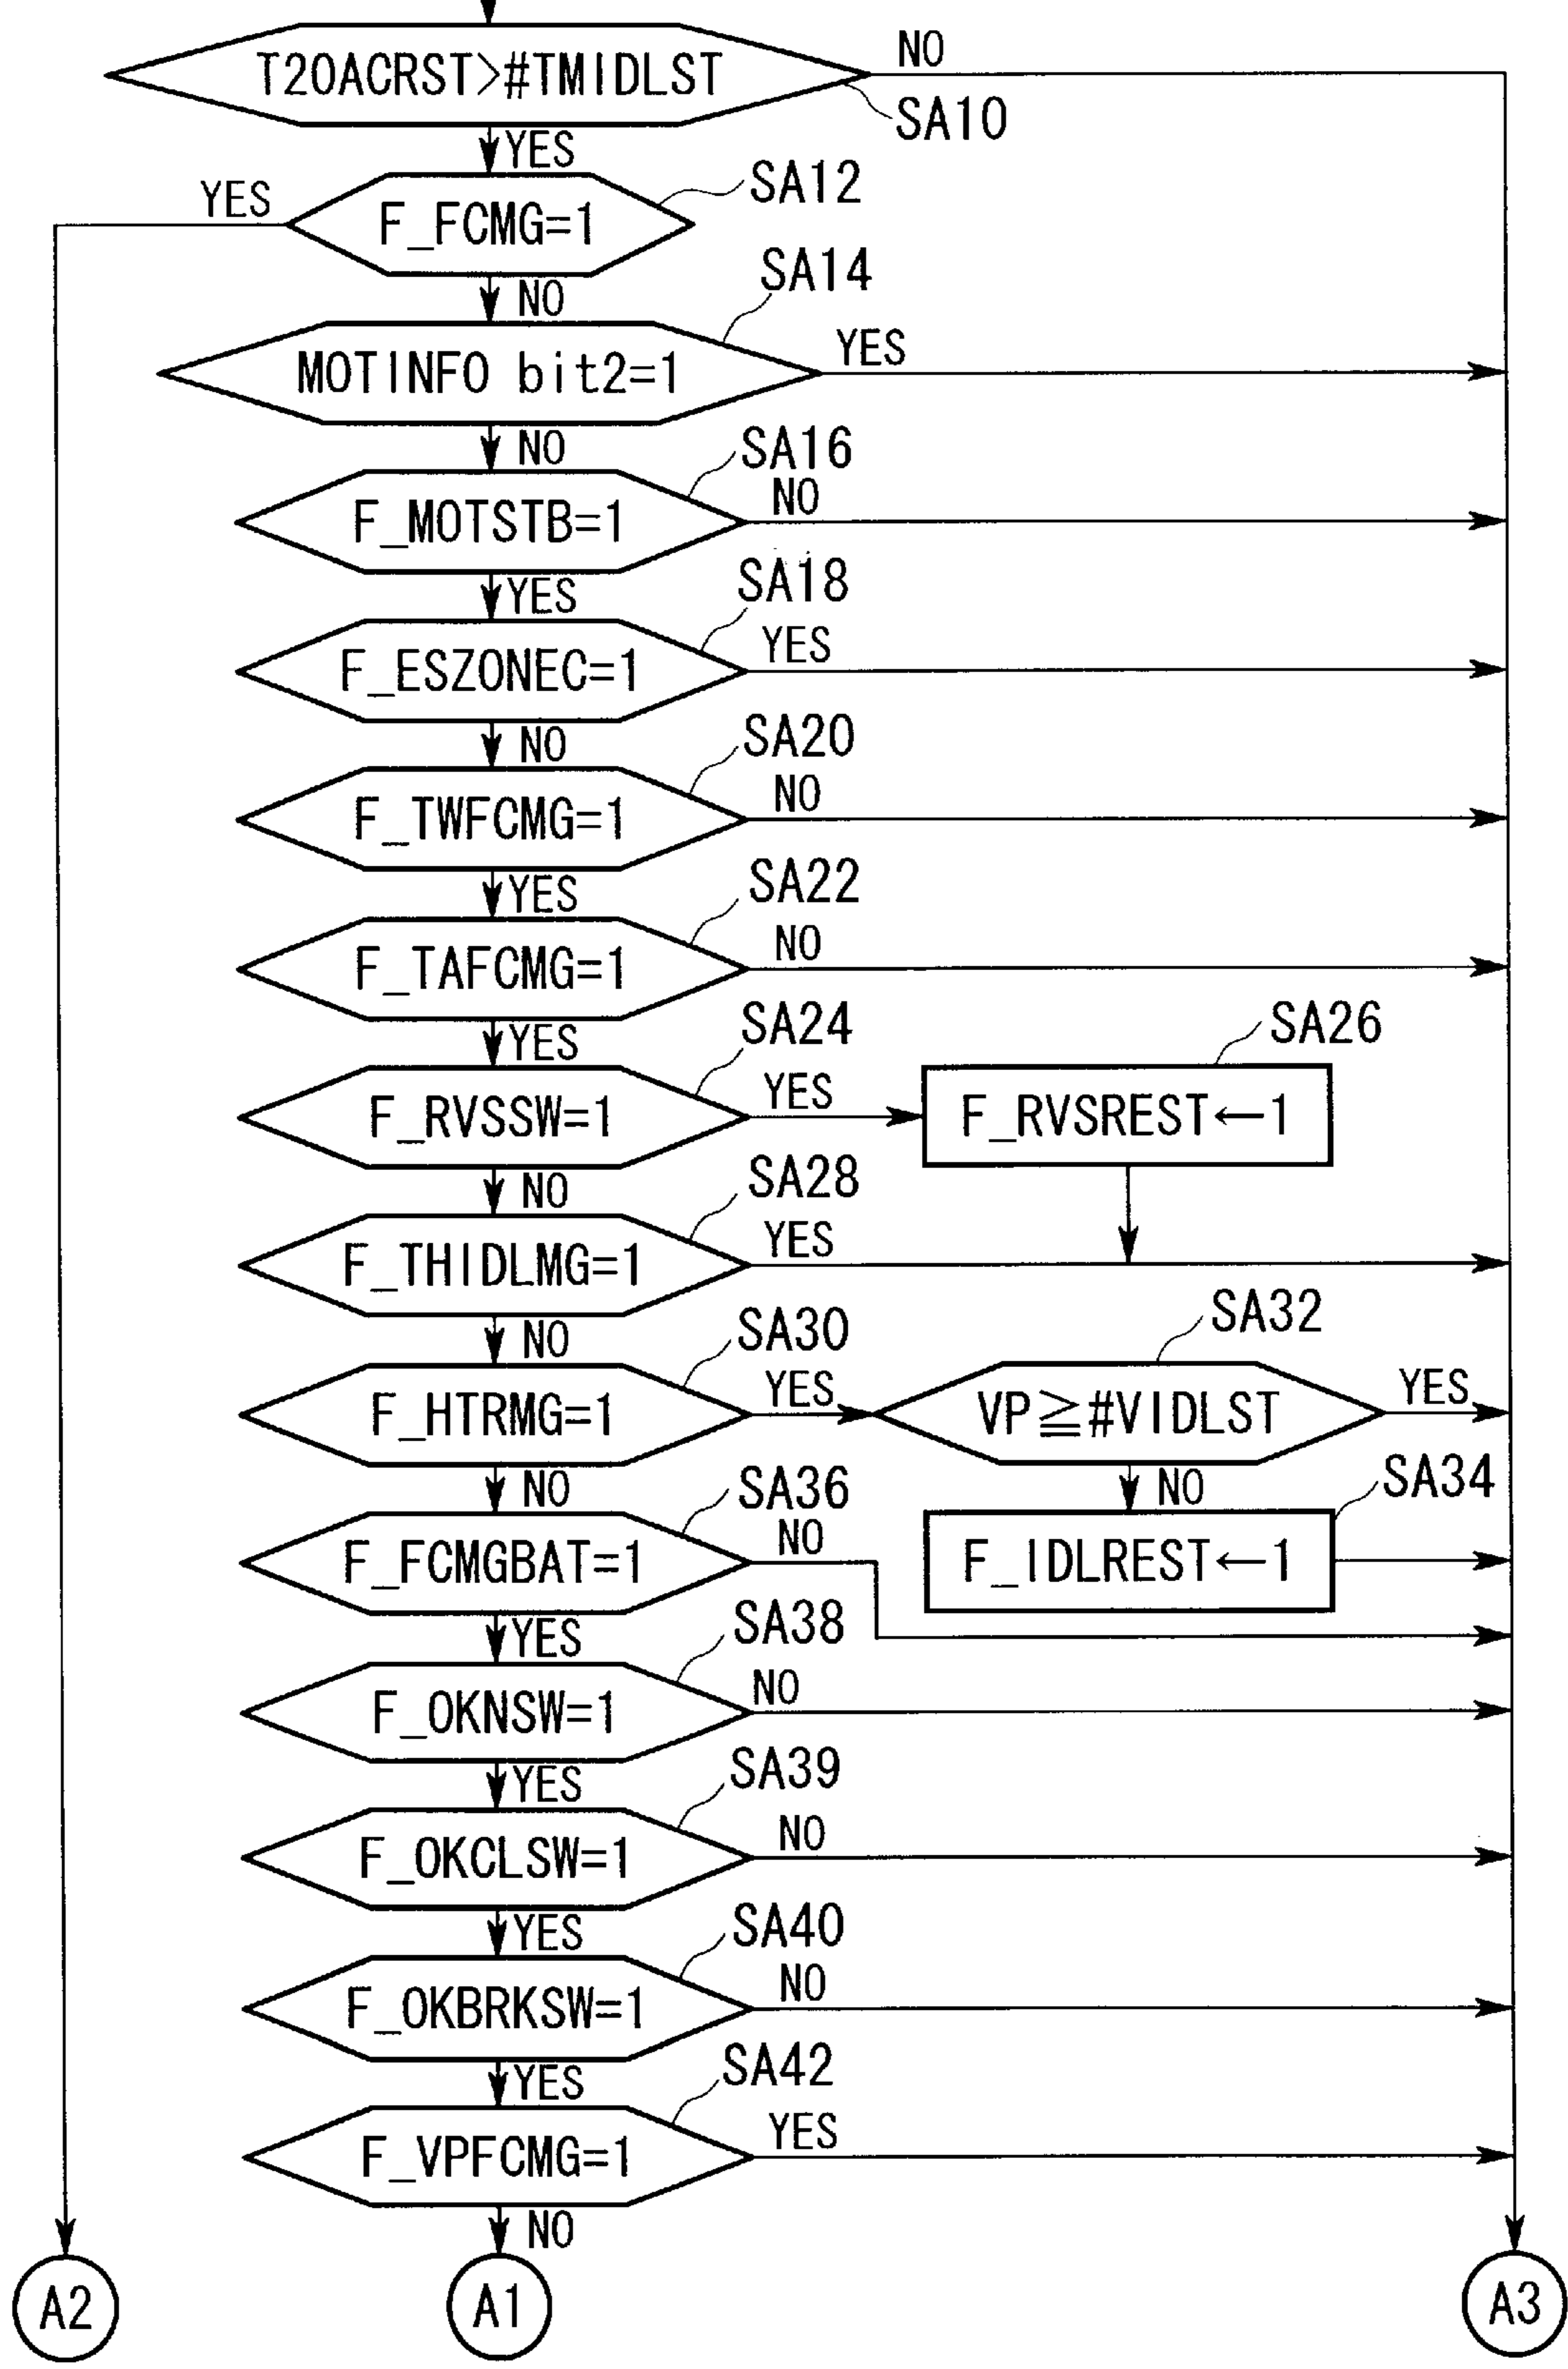 T20ACRST>#TMIDLST
NO
SA10
YES
SA12
YES
F_FCMG=1
SA14
NO
MOTINFO bit2=1
YES
SA16
NO
F_MOTSTB=1
NO
SA18
YES
F_ESZONEC=1
YES
SA20
NO
F_TWFCMG=1
NO
SA22
YES
F_TAFCMG=1
NO
SA24
YES
SA26
F_RVSSW=1
YES
F_RVSREST←1
SA28
NO
F_THIDLMG=1
YES
SA30
NO
SA32
F_HTRMG=1
YES
VP≧#VIDLST
YES
SA36
NO
NO
SA34
F_FCMGBAT=1
NO
F_IDLREST←1
SA38
YES
F_OKNSW=1
NO
SA39
YES
F_OKCLSW=1
NO
SA40
YES
F_OKBRKSW=1
NO
SA42
YES
F_VPFCMG=1
YES
NO
A2
A1
A3